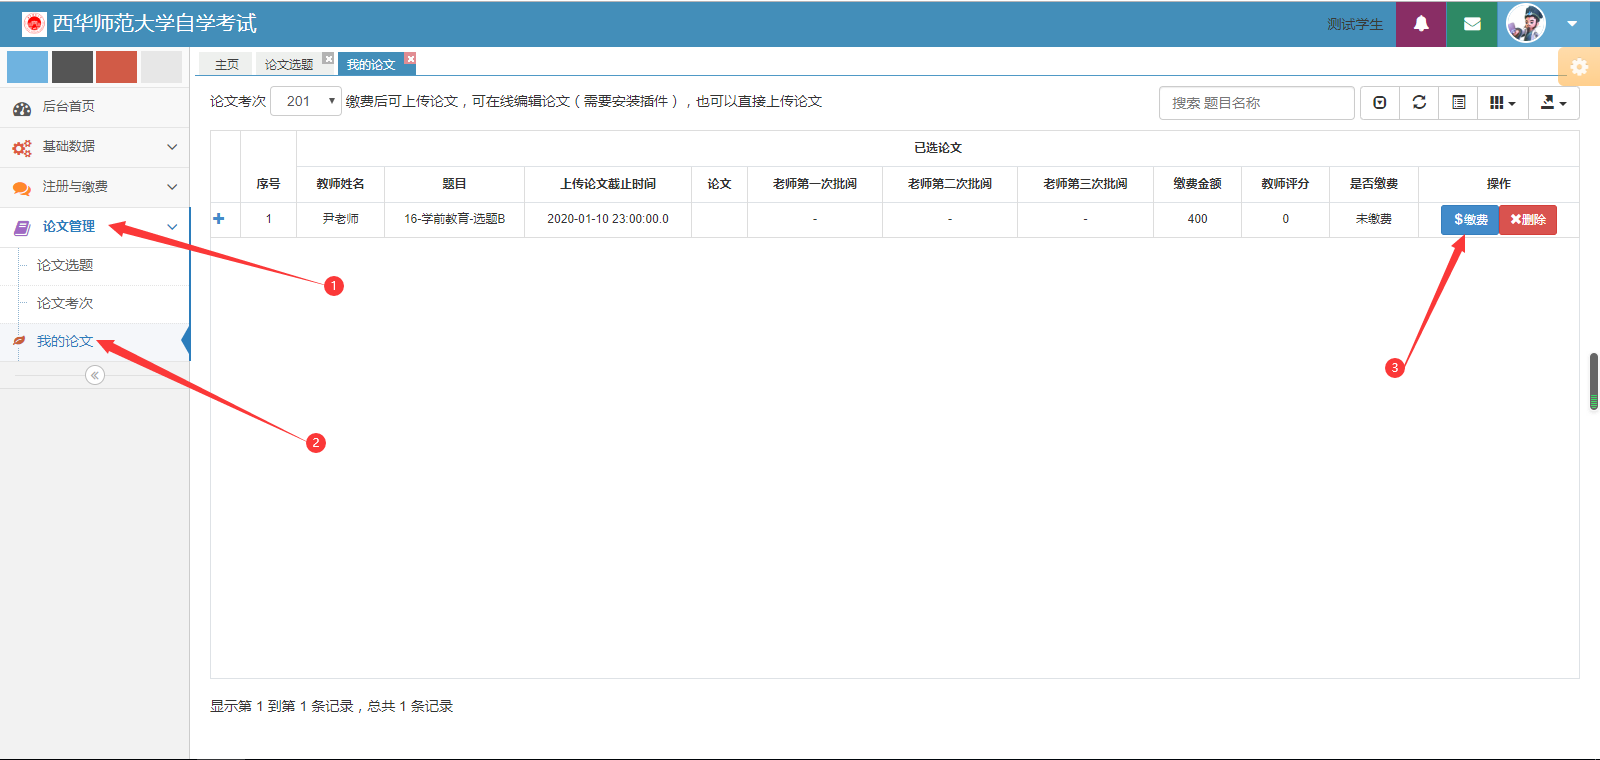 西华师范大学自学考试
测试学生
主页 论文选题 我的论文
后台首页
基础数据
注册与缴费
论文管理
论文选题
论文考次
我的论文
论文考次 201 缴费后可上传论文，可在线编辑论文（需要安装插件），也可以直接上传论文
搜索 题目名称
已选论文
序号 教师姓名 题目 上传论文截止时间 论文 老师第一次批阅 老师第二次批阅 老师第三次批阅 缴费金额 教师评分 是否缴费 操作
1 尹老师 16-学前教育-选题B 2020-01-10 23:00:00.0 - - - 400 0 未缴费 $缴费 ✖删除
1
2
3
显示第 1 到第 1 条记录，总共 1 条记录